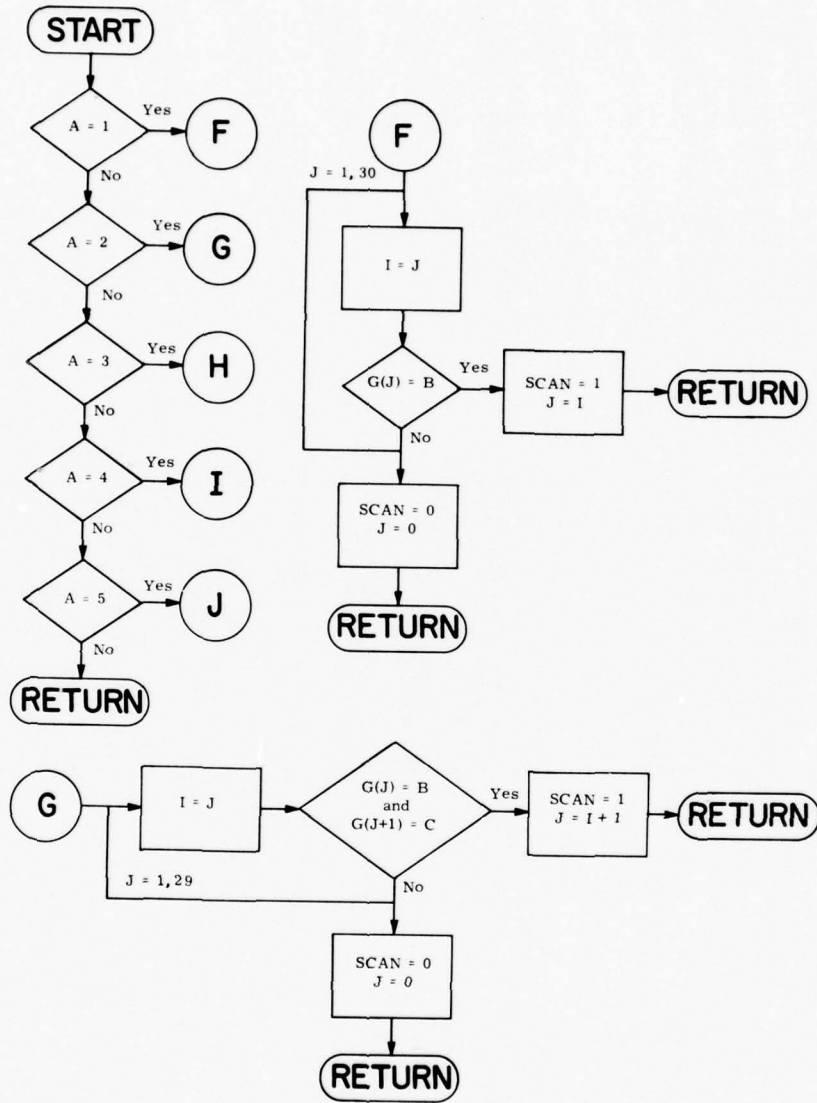 START
A = 1
Yes
F
No
A = 2
Yes
G
No
A = 3
Yes
H
No
A = 4
Yes
I
No
A = 5
Yes
J
No
RETURN
F
J = 1, 30
I = J
G(J) = B
Yes
SCAN = 1
J = I
RETURN
No
SCAN = 0
J = 0
RETURN
G
I = J
G(J) = B
and
G(J+1) = C
Yes
SCAN = 1
J = I + 1
RETURN
J = 1, 29
No
SCAN = 0
J = 0
RETURN